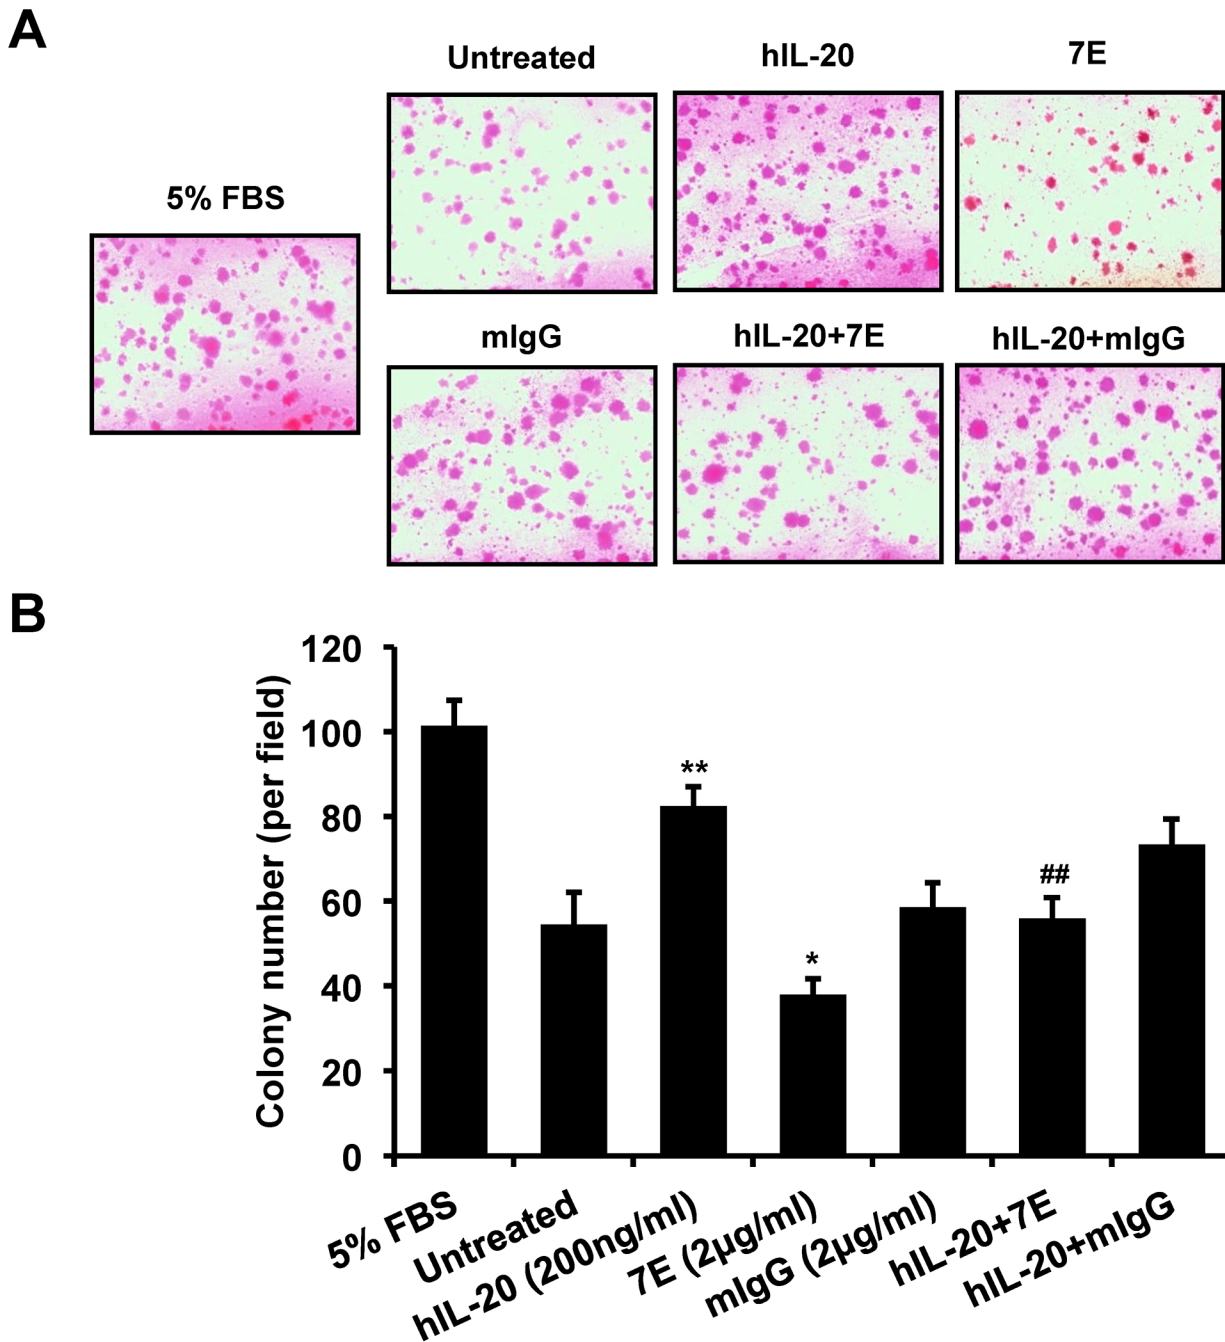 A
Untreated
hIL-20
7E
5% FBS
mIgG
hIL-20+7E
hIL-20+mIgG
B
Colony number (per field)
120
100
80
60
40
20
0
**
*
##
5% FBS
Untreated
hIL-20 (200ng/ml)
7E (2µg/ml)
mIgG (2µg/ml)
hIL-20+7E
hIL-20+mIgG